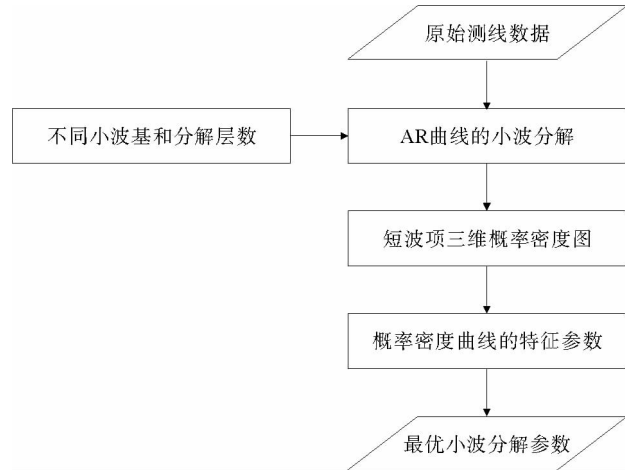 原始测线数据
不同小波基和分解层数
AR曲线的小波分解
短波项三维概率密度图
概率密度曲线的特征参数
最优小波分解参数